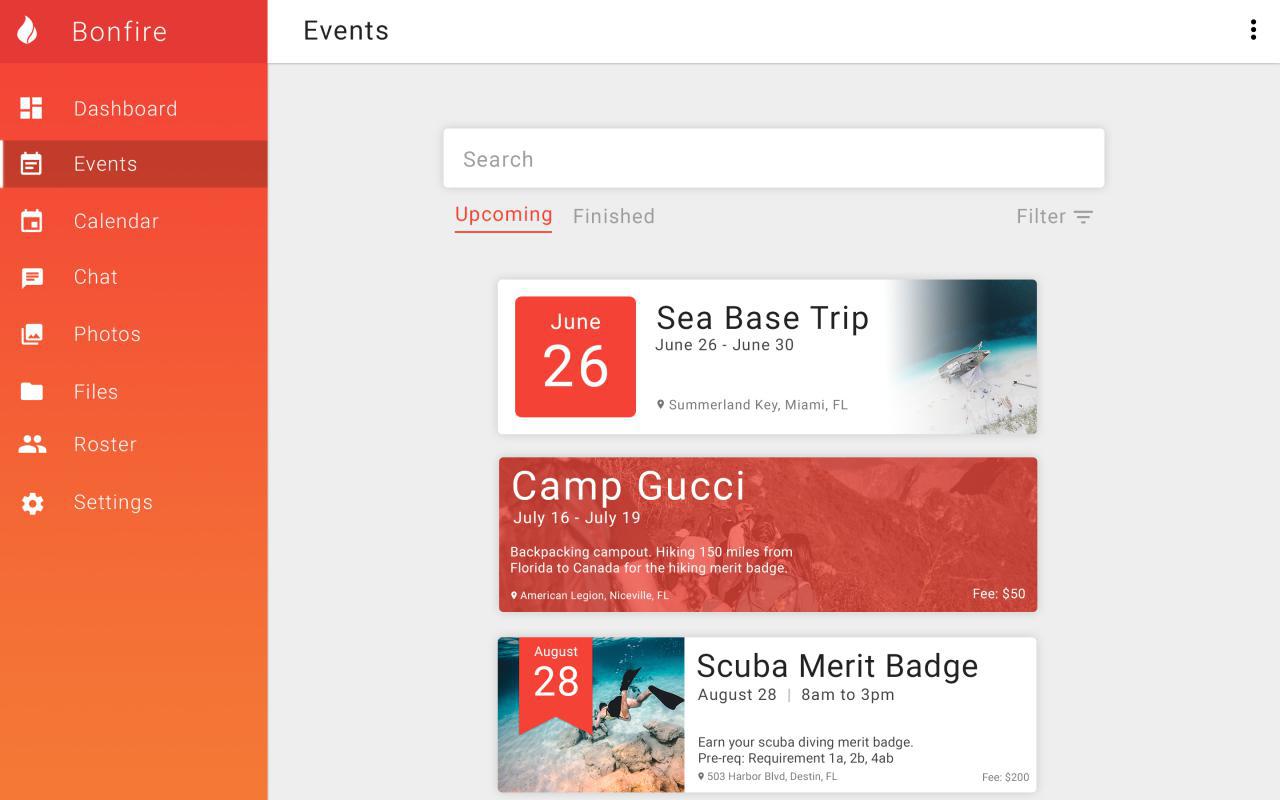 Bonfire
Events
Dashboard
Events
Calendar
Chat
Photos
Files
Roster
Settings
Search
Upcoming
Finished
Filter
June
26
Sea Base Trip
June 26 - June 30
Summerland Key, Miami, FL
Camp Gucci
July 16 - July 19
Backpacking campout. Hiking 150 miles from
Florida to Canada for the hiking merit badge.
American Legion, Niceville, FL
Fee: $50
August
28
Scuba Merit Badge
August 28 | 8am to 3pm
Earn your scuba diving merit badge.
Pre-req: Requirement 1a, 2b, 4ab
503 Harbor Blvd, Destin, FL
Fee: $200